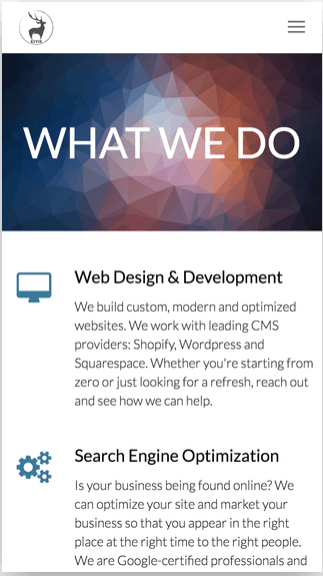 WHAT WE DO
Web Design & Development
We build custom, modern and optimized
websites. We work with leading CMS
providers: Shopify, Wordpress and
Squarespace. Whether you're starting from
zero or just looking for a refresh, reach out
and see how we can help.
Search Engine Optimization
Is your business being found online? We
can optimize your site and market your
business so that you appear in the right
place at the right time to the right people.
We are Google-certified professionals and